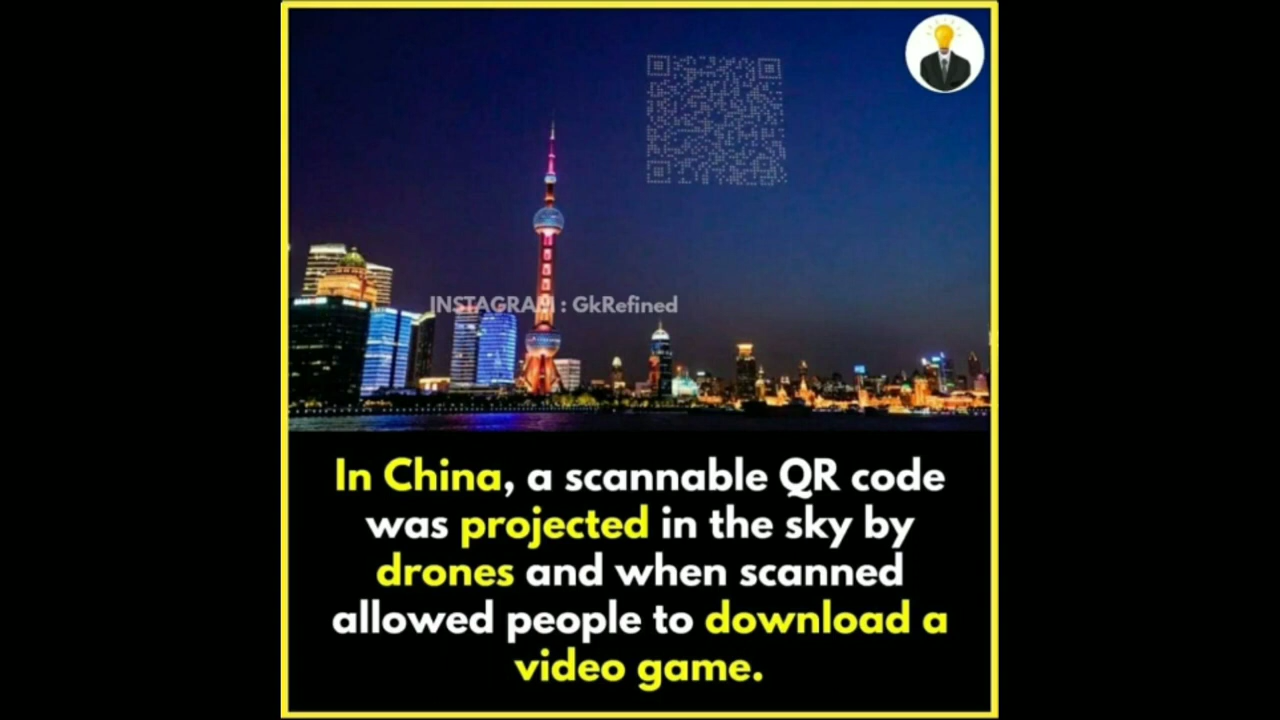 INSTAGRAM : GkRefined
In China, a scannable QR code
was projected in the sky by
drones and when scanned
allowed people to download a
video game.